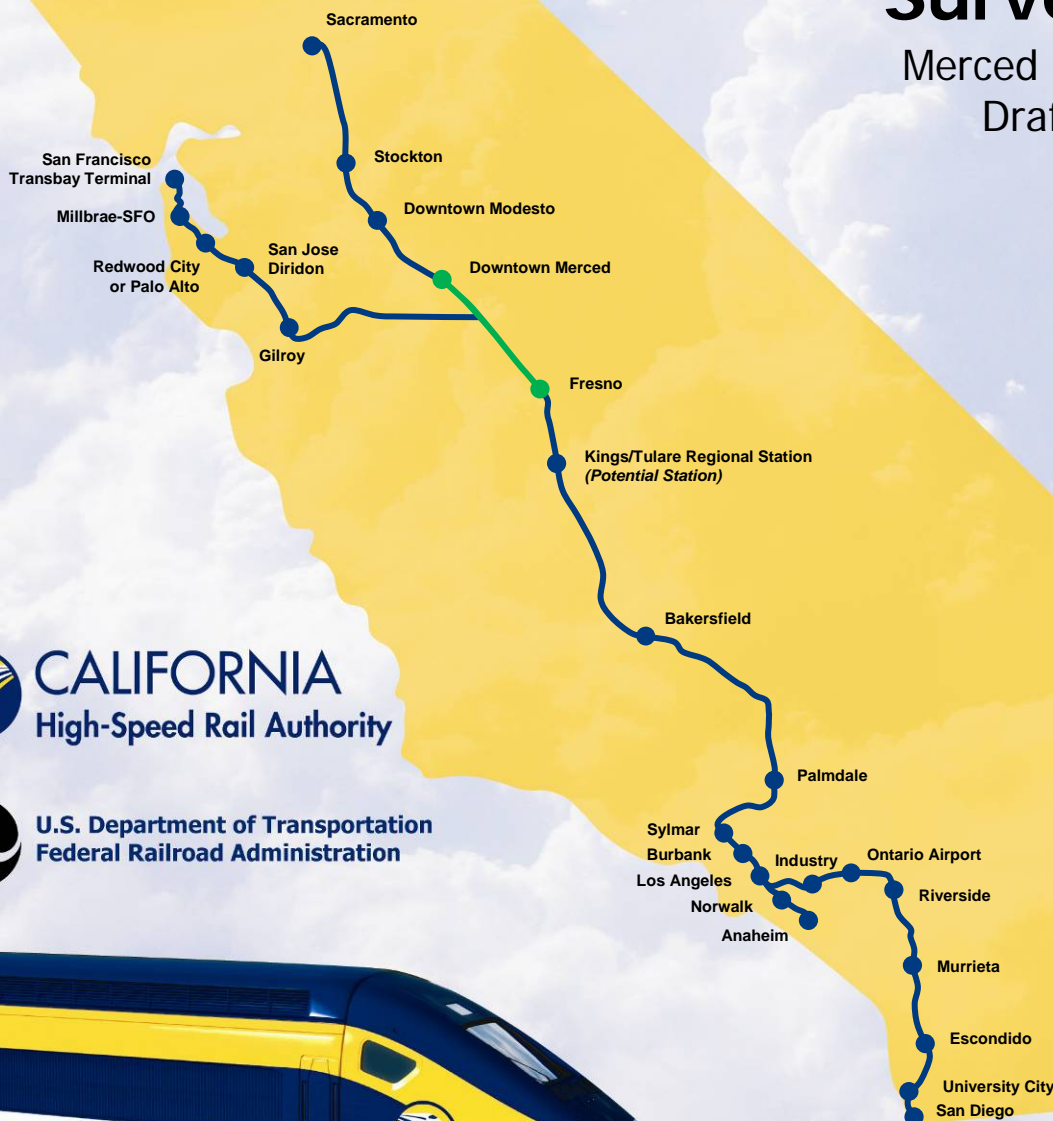 Surve
Merced
Draf
Sacramento
Stockton
San Francisco
Transbay Terminal
Downtown Modesto
Millbrae-SFO
San Jose
Diridon
Redwood City
or Palo Alto
Downtown Merced
Gilroy
Fresno
Kings/Tulare Regional Station
(Potential Station)
Bakersfield
CALIFORNIA
High-Speed Rail Authority
Palmdale
U.S. Department of Transportation
Federal Railroad Administration
Sylmar
Burbank
Los Angeles
Industry
Ontario Airport
Norwalk
Riverside
Anaheim
Murrieta
Escondido
University City
San Diego